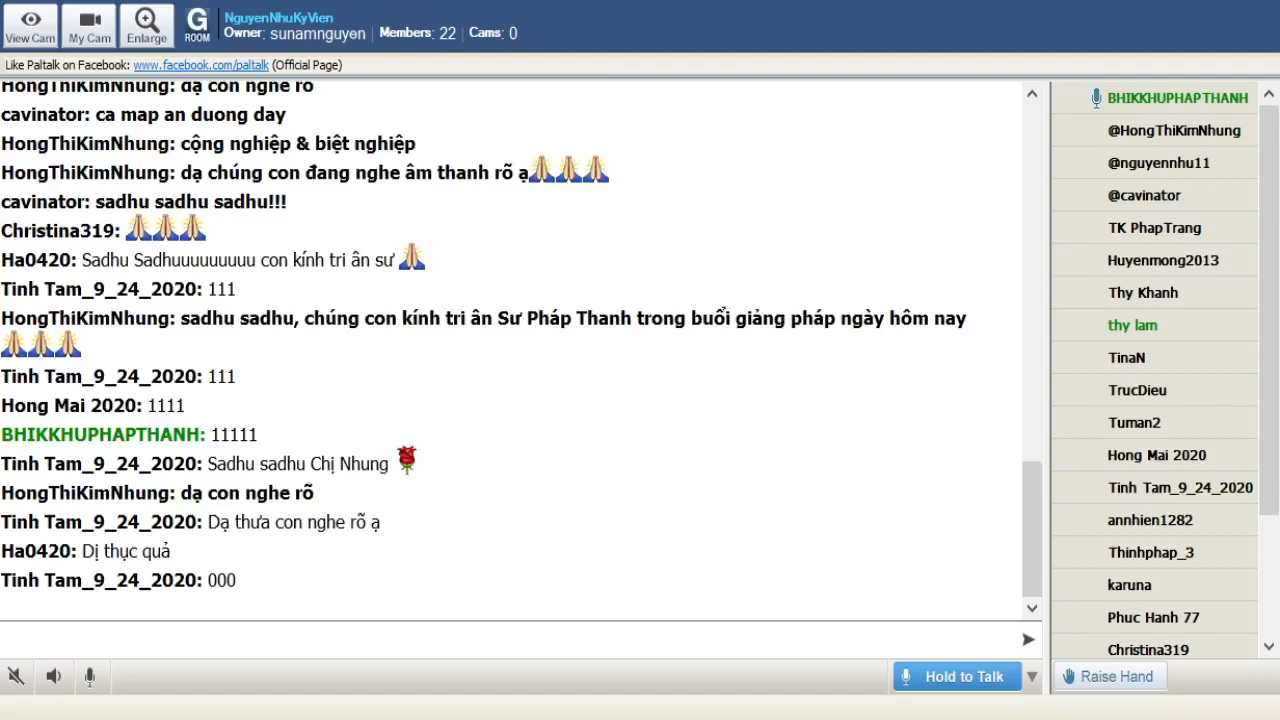 View Cam
My Cam
Enlarge
G
ROOM
NguyenNhuKyVien
Owner: sunamnguyen Members: 22 Cams: 0
Like Paltalk on Facebook: www.facebook.com/paltalk (Official Page)
HongThiKimNhung: dạ con nghe rõ
cavinator: ca map an duong day
HongThiKimNhung: cộng nghiệp & biệt nghiệp
HongThiKimNhung: dạ chúng con đang nghe âm thanh rõ ạ
cavinator: sadhu sadhu sadhu!!!
Christina319:
Ha0420: Sadhu Sadhuuuuuuuuu con kính tri ân sư
Tinh Tam_9_24_2020: 111
HongThiKimNhung: sadhu sadhu, chúng con kính tri ân Sư Pháp Thanh trong buổi giảng pháp ngày hôm nay
Tinh Tam_9_24_2020: 111
Hong Mai 2020: 1111
BHIKKHUPHAPTHANH: 11111
Tinh Tam_9_24_2020: Sadhu sadhu Chị Nhung
HongThiKimNhung: dạ con nghe rõ
Tinh Tam_9_24_2020: Dạ thưa con nghe rõ ạ
Ha0420: Dị thục quả
Tinh Tam_9_24_2020: 000
Hold to Talk
BHIKKHUPHAPTHANH
@HongThiKimNhung
@nguyennhu11
@cavinator
TK PhapTrang
Huyenmong2013
Thy Khanh
thy lam
TinaN
TrucDieu
Tuman2
Hong Mai 2020
Tinh Tam_9_24_2020
annhien1282
Thinhphap_3
karuna
Phuc Hanh 77
Christina319
Raise Hand